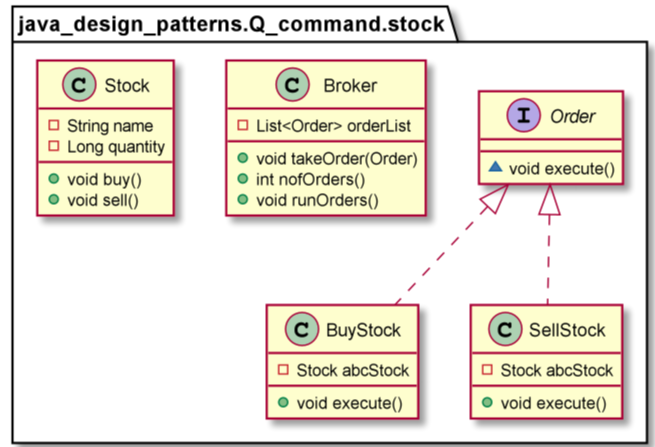 java_design_patterns.Q_command.stock
C Stock
String name
Long quantity
void buy()
void sell()
C Broker
List<Order> orderList
void takeOrder(Order)
int nofOrders()
void runOrders()
I Order
void execute()
C BuyStock
Stock abcStock
void execute()
C SellStock
Stock abcStock
void execute()